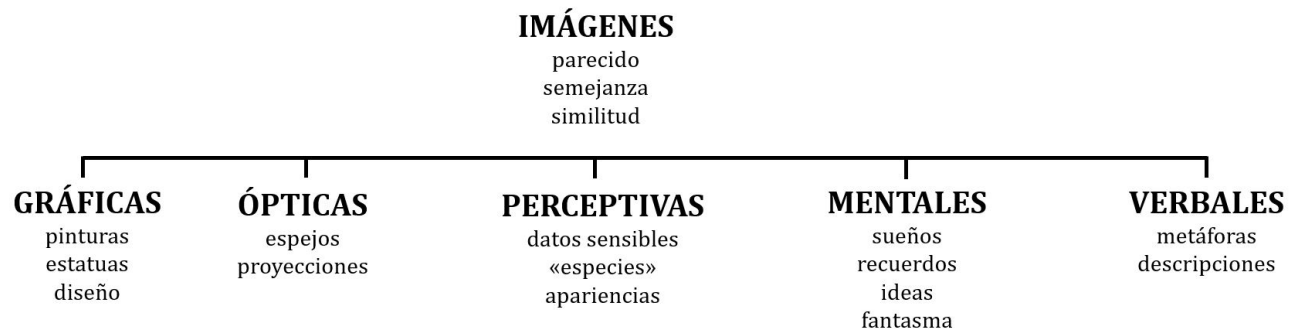 IMÁGENES
parecido
semejanza
similitud
GRÁFICAS
pinturas
estatuas
diseño
ÓPTICAS
espejos
proyecciones
PERCEPTIVAS
datos sensibles
«especies»
apariencias
MENTALES
sueños
recuerdos
ideas
fantasma
VERBALES
metáforas
descripciones